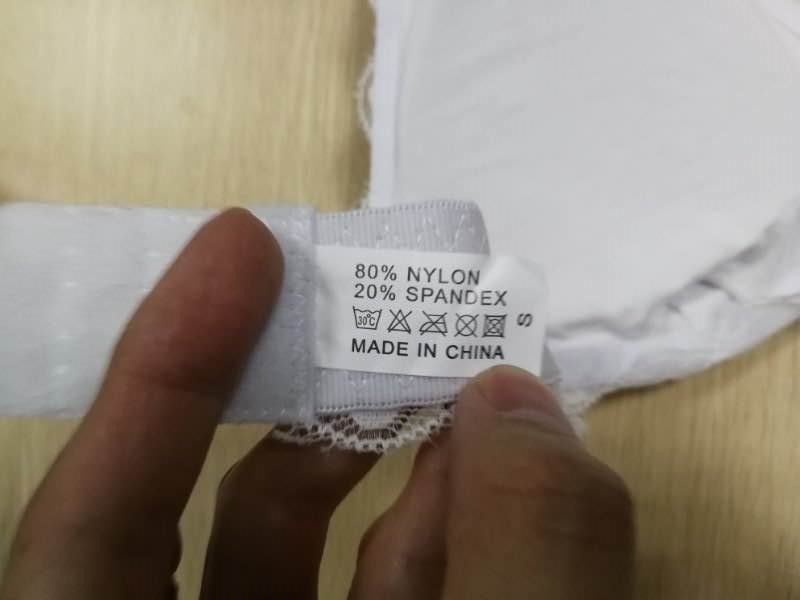 80% NYLON
20% SPANDEX
30°C
S
MADE IN CHINA